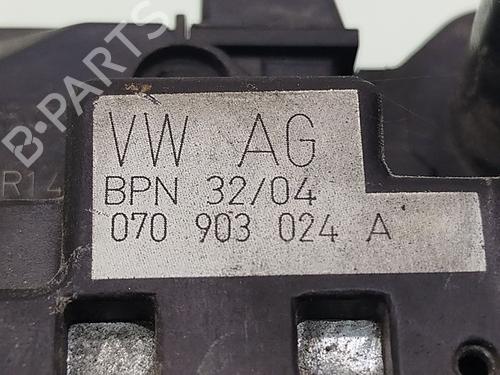 B-PARTS
VW AG
R14
BPN 32/04
070 903 024 A